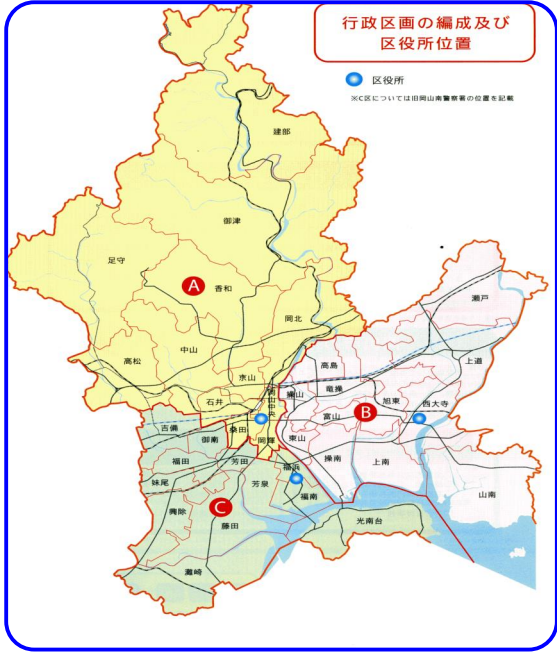 行政区画の編成及び
区役所位置
区役所
※C区については旧岡山南警察署の位置を記載
建部
御津
足守
A
香和
瀬戸
岡北
中山
高松
上道
高島
京山
竜操
操山
石井
岡山中央
旭東
西大寺
B
富山
吉備
桑田
御南
岡輝
東山
操南
上南
福田
芳田
福浜
妹尾
芳泉
福南
山南
興除
C
藤田
光南台
灘崎